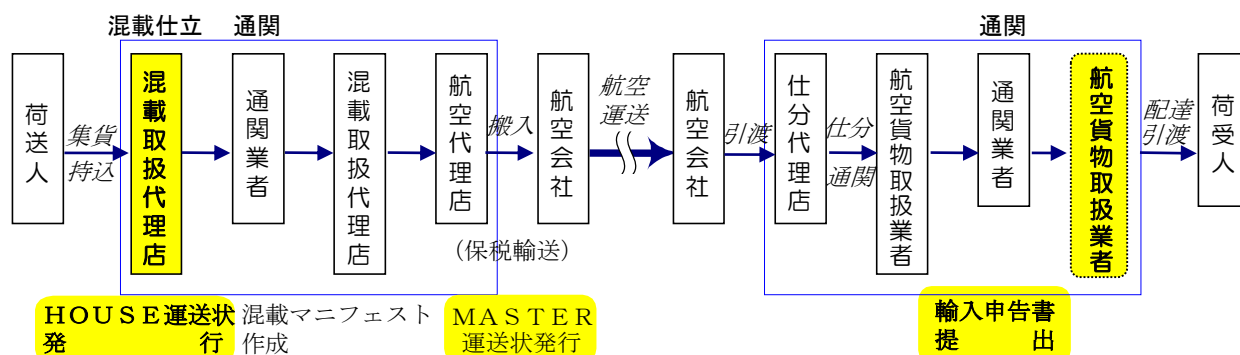 混載仕立 通関
通関
荷送人
集貨
持込
混載取扱代理店
通関業者
混載取扱代理店
航空代理店
搬入
航空会社
航空
運送
航空会社
引渡
仕分代理店
仕分
通関
航空貨物取扱業者
通関業者
航空貨物取扱業者
配達
引渡
荷受人
(保税輸送)
HOUSE運送状
発行
混載マニフェスト
作成
MASTER
運送状発行
輸入申告書
提出